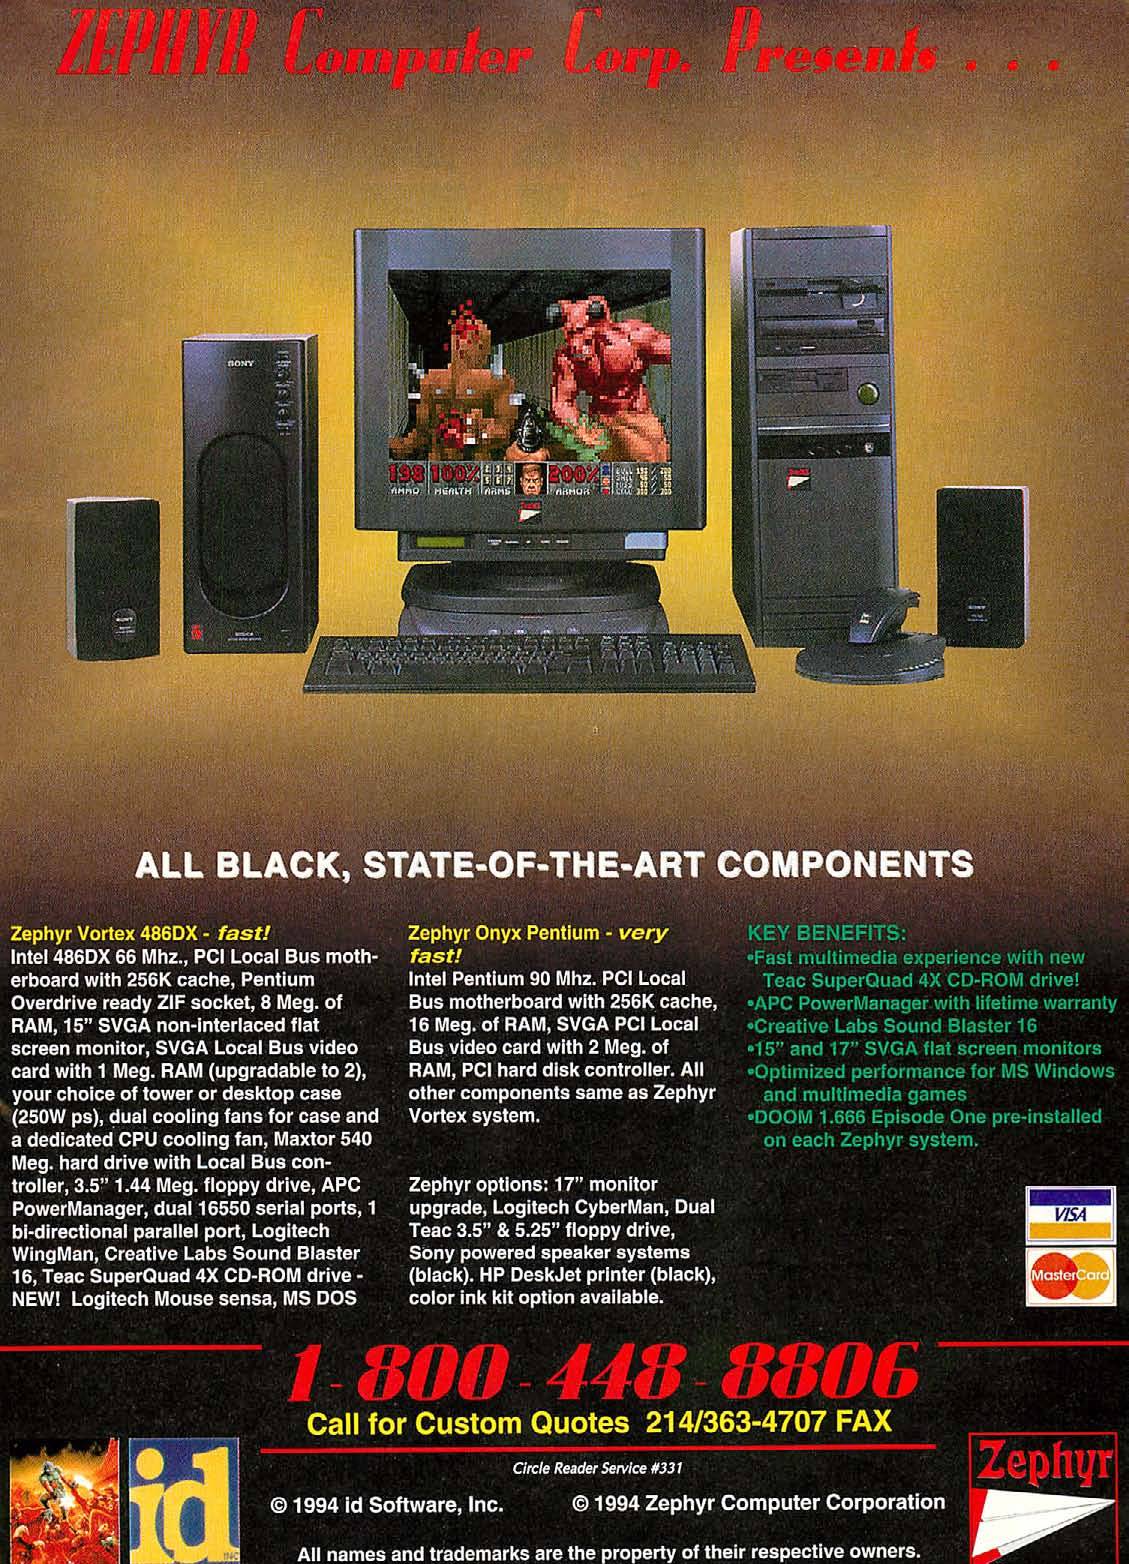 ZEPHYR Computer Corp. Presents . . .
SONY
198 100% 200%
AMMO HEALTH ARMS ARMOR
Zephyr
SONY
SONY
ALL BLACK, STATE-OF-THE-ART COMPONENTS
Zephyr Vortex 486DX - fast!
Intel 486DX 66 Mhz., PCI Local Bus moth-
erboard with 256K cache, Pentium
Overdrive ready ZIF socket, 8 Meg. of
RAM, 15” SVGA non-interlaced flat
screen monitor, SVGA Local Bus video
card with 1 Meg. RAM (upgradable to 2),
your choice of tower or desktop case
(250W ps), dual cooling fans for case and
a dedicated CPU cooling fan, Maxtor 540
Meg. hard drive with Local Bus con-
troller, 3.5” 1.44 Meg. floppy drive, APC
PowerManager, dual 16550 serial ports, 1
bi-directional parallel port, Logitech
WingMan, Creative Labs Sound Blaster
16, Teac SuperQuad 4X CD-ROM drive -
NEW!  Logitech Mouse sensa, MS DOS
Zephyr Onyx Pentium - very
fast!
Intel Pentium 90 Mhz. PCI Local
Bus motherboard with 256K cache,
16 Meg. of RAM, SVGA PCI Local
Bus video card with 2 Meg. of
RAM, PCI hard disk controller. All
other components same as Zephyr
Vortex system.
Zephyr options: 17” monitor
upgrade, Logitech CyberMan, Dual
Teac 3.5” & 5.25” floppy drive,
Sony powered speaker systems
(black). HP DeskJet printer (black),
color ink kit option available.
KEY BENEFITS:
•Fast multimedia experience with new
Teac SuperQuad 4X CD-ROM drive!
•APC PowerManager with lifetime warranty
•Creative Labs Sound Blaster 16
•15” and 17” SVGA flat screen monitors
•Optimized performance for MS Windows
and multimedia games
•DOOM 1.666 Episode One pre-installed
on each Zephyr system.
VISA
MasterCard
1-800-448-8806
Call for Custom Quotes  214/363-4707 FAX
Circle Reader Service #331
© 1994 id Software, Inc.
© 1994 Zephyr Computer Corporation
All names and trademarks are the property of their respective owners.
id
INC
Zephyr